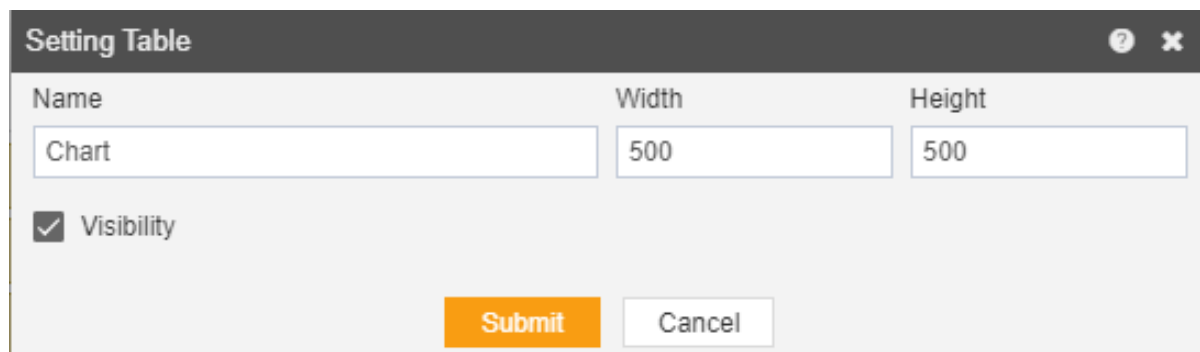 Setting Table
Name Width Height
Chart 500 500
Visibility
Submit Cancel